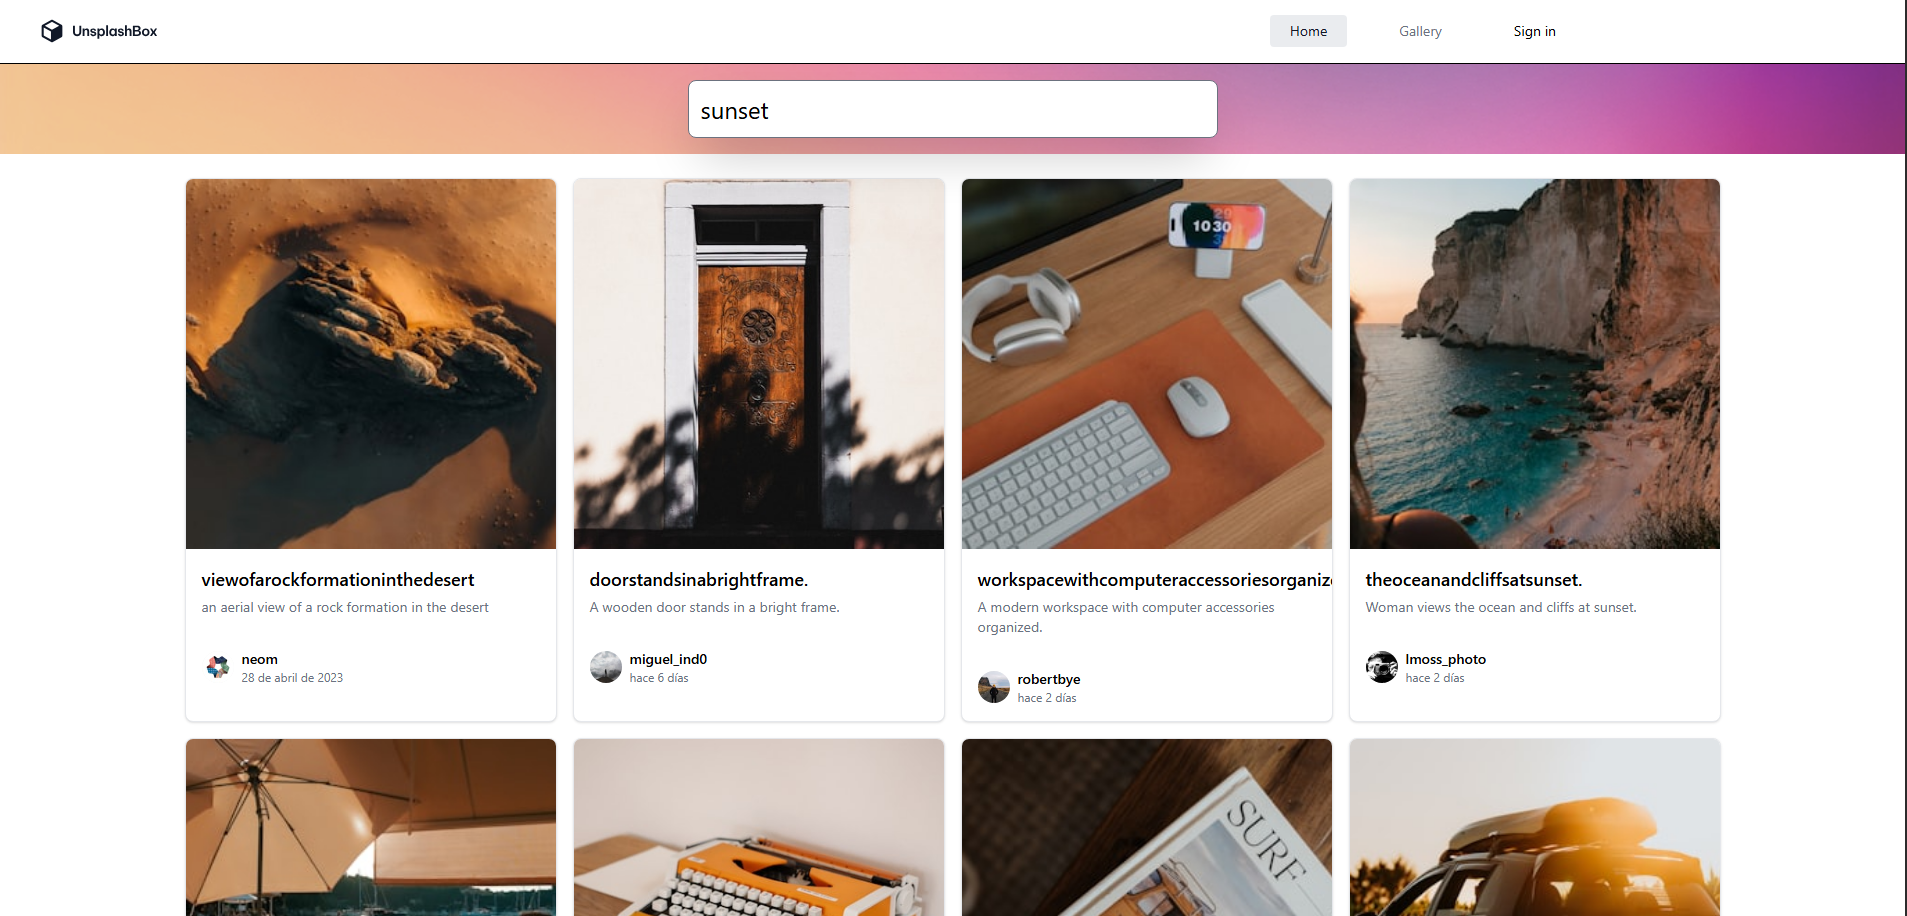 UnsplashBox
Home
Gallery
Sign in
sunset
29
10 30
viewofarockformationinthedesert
an aerial view of a rock formation in the desert
neom
28 de abril de 2023
doorstandsinabrightframe.
A wooden door stands in a bright frame.
miguel_ind0
hace 6 días
workspacewithcomputeraccessoriesorganiz
A modern workspace with computer accessories
organized.
robertbye
hace 2 días
theoceanandcliffsatsunset.
Woman views the ocean and cliffs at sunset.
lmoss_photo
hace 2 días
SURF